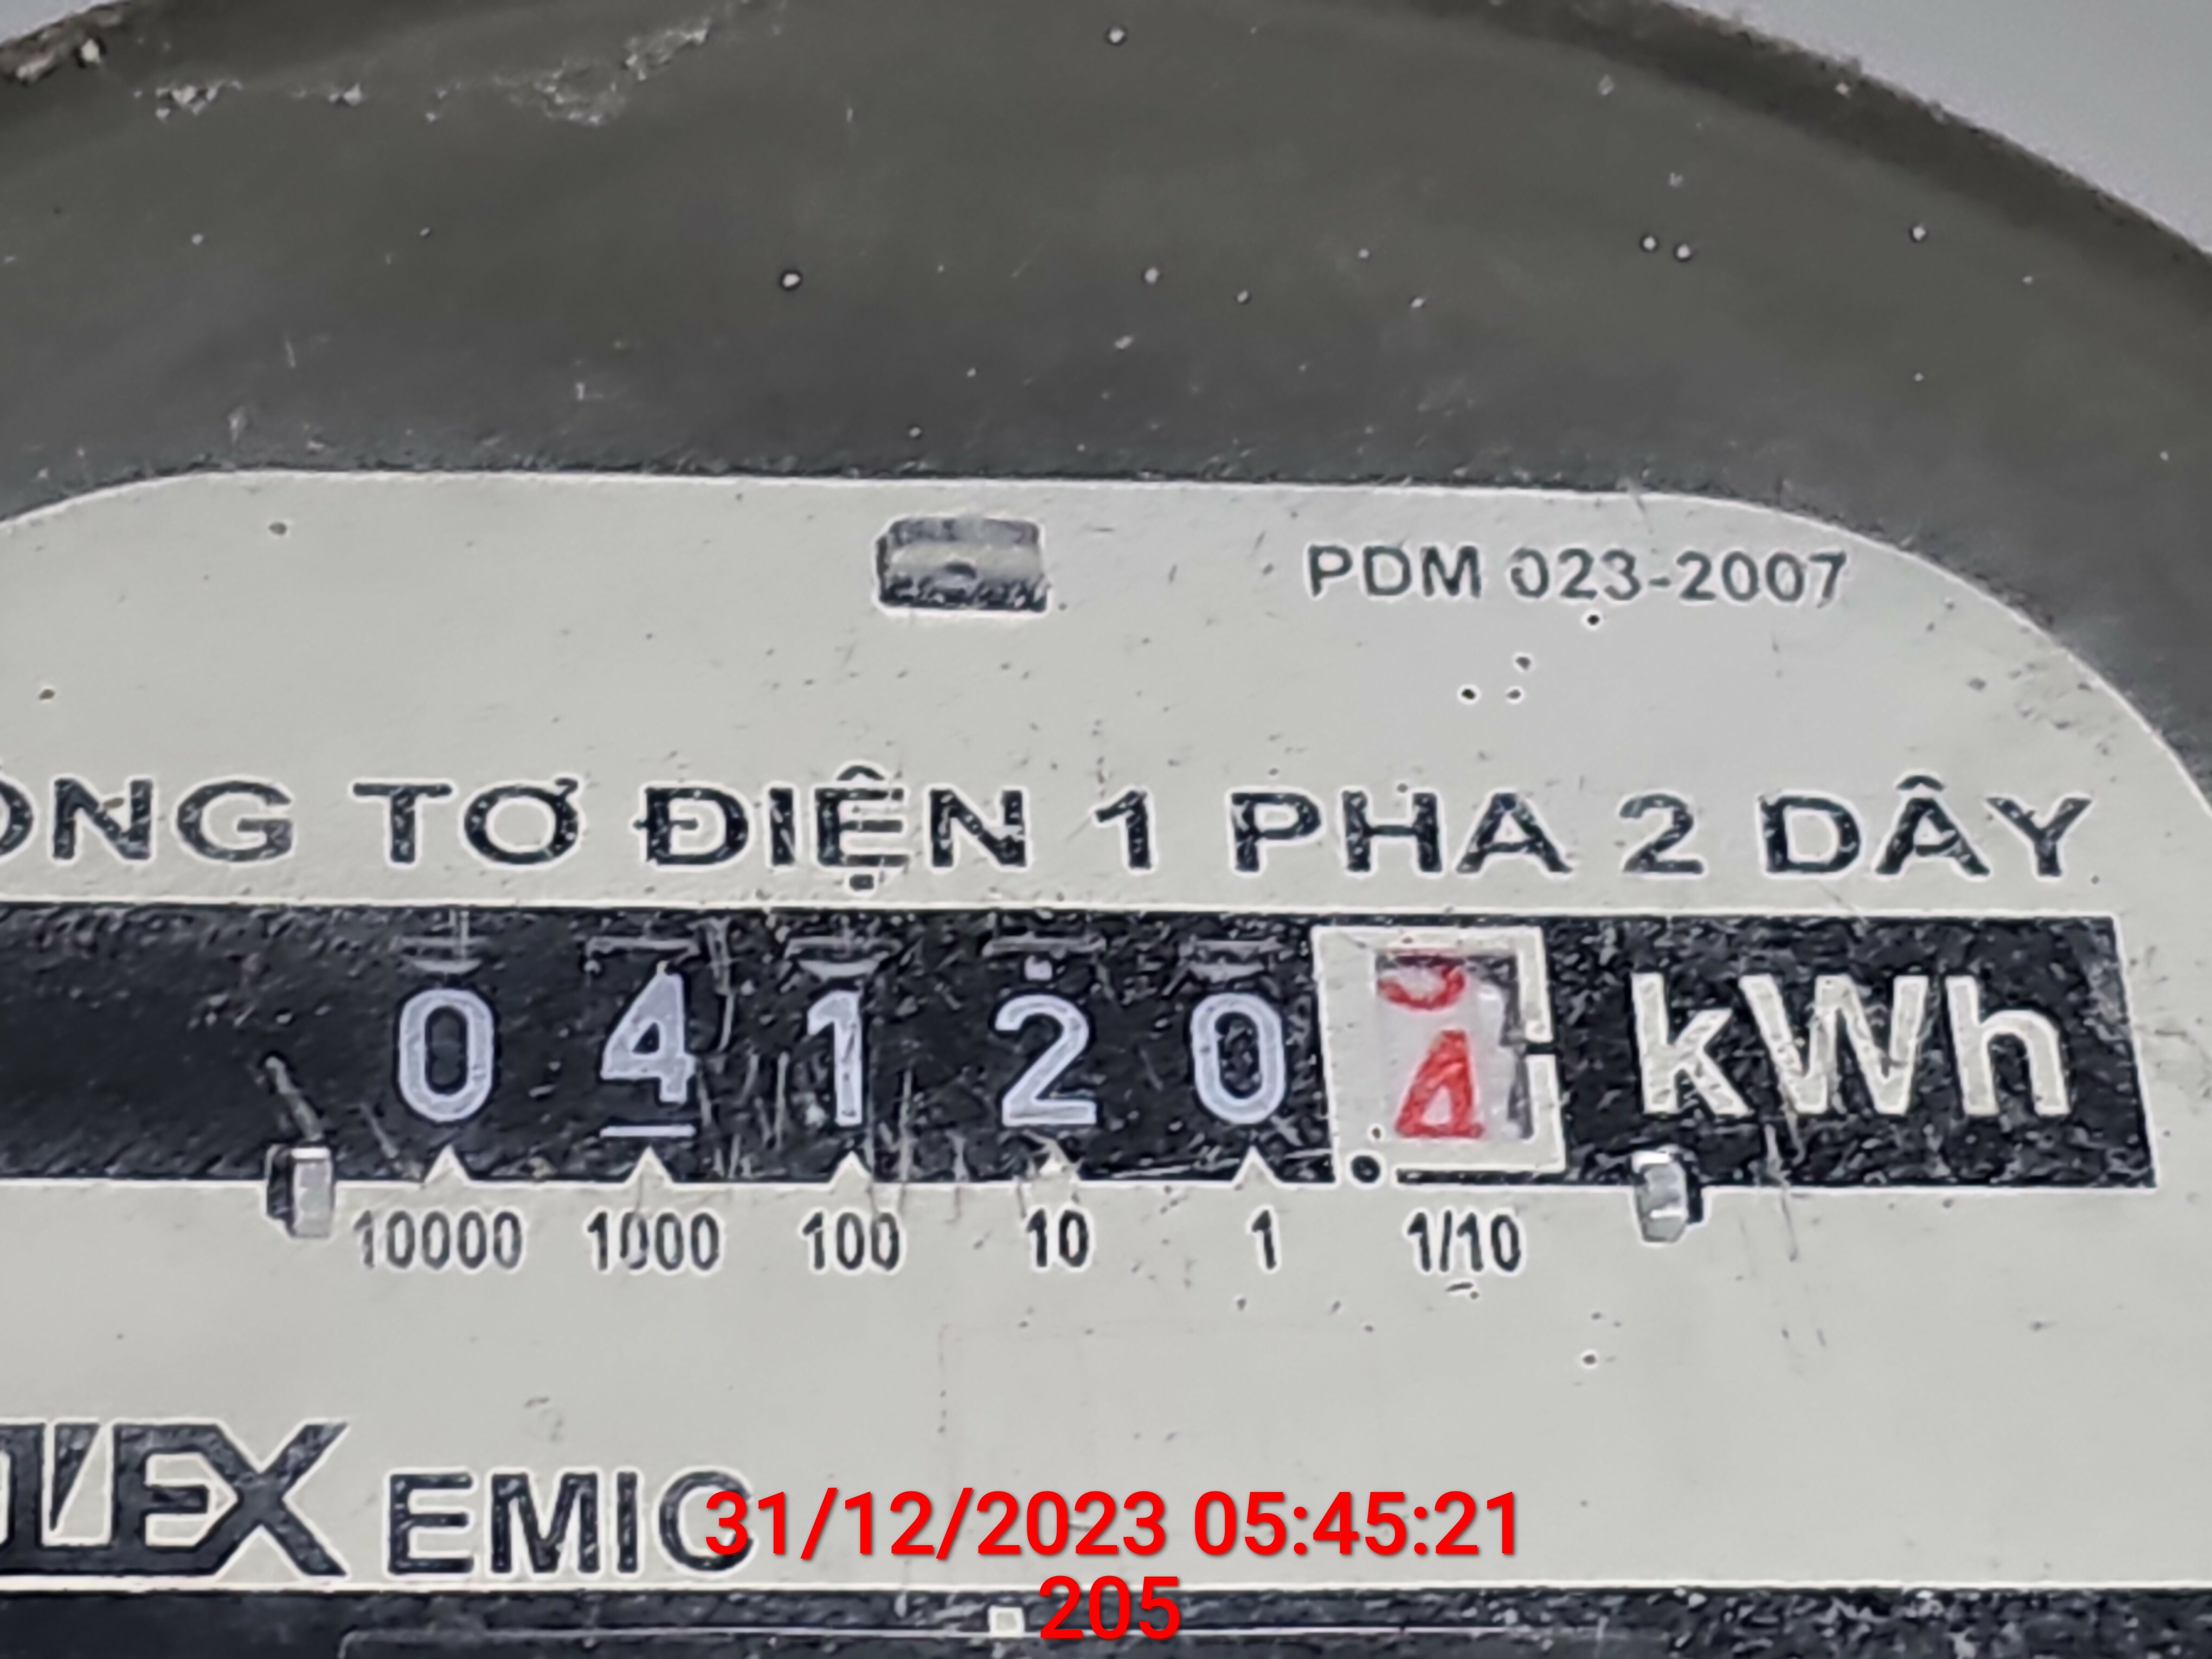 PDM 023-2007
ÔNG TƠ ĐIỆN 1 PHA 2 DÂY
0 4 1 2 0 kWh
10000 1000 100 10 1 1/10
EMIC
31/12/2023 05:45:21
205